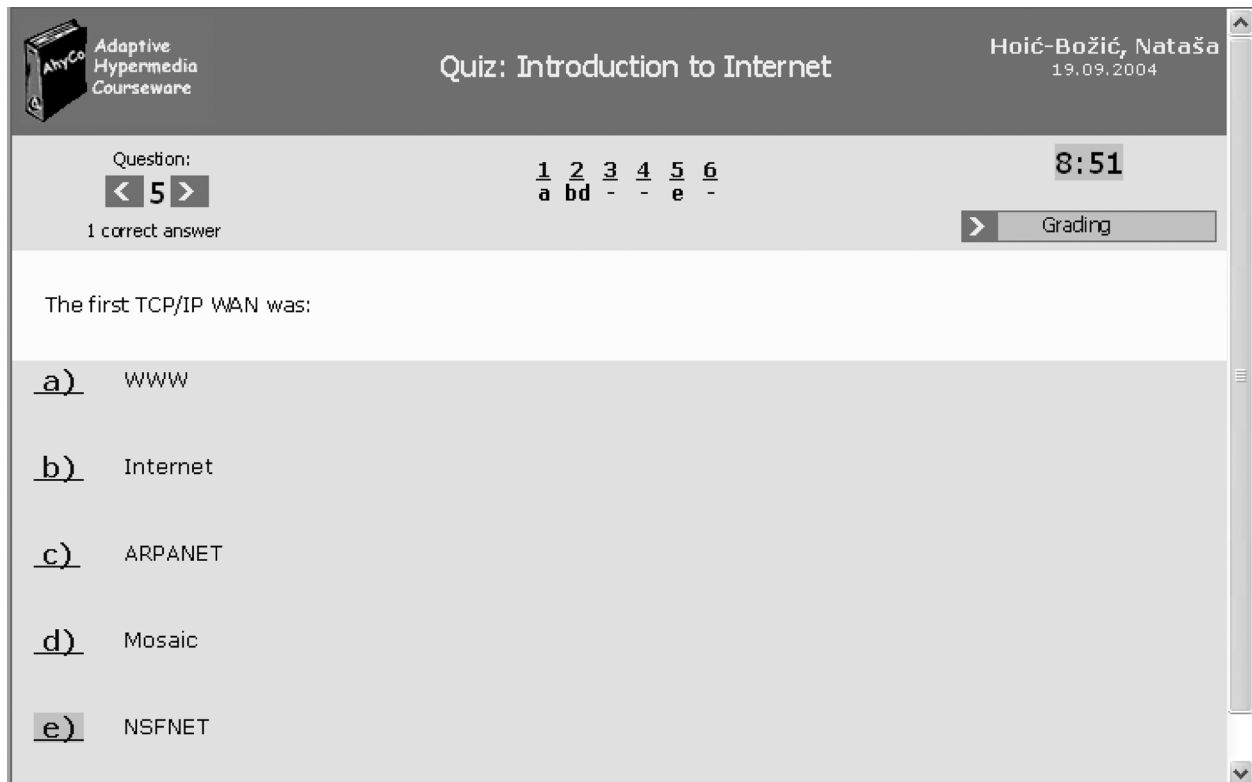 AhyCo
Adaptive
Hypermedia
Courseware
Quiz: Introduction to Internet
Hoić-Božić, Nataša
19.09.2004
Question:
< 5 >
1 correct answer
1 2 3 4 5 6
a bd - - e -
8:51
> Grading
The first TCP/IP WAN was:
a) WWW
b) Internet
c) ARPANET
d) Mosaic
e) NSFNET